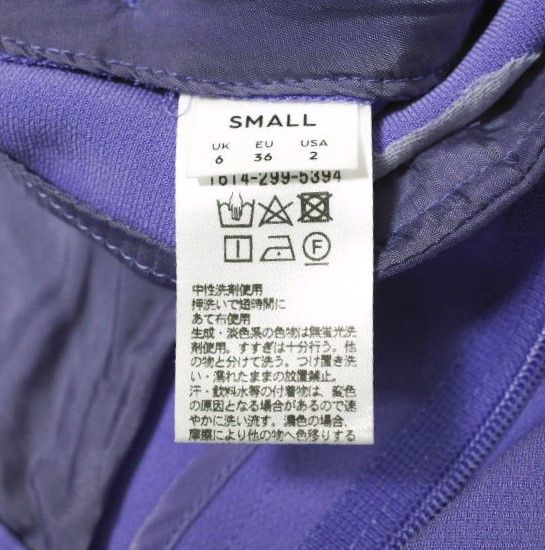 SMALL
UK EU USA
6 36 2
1614-299-5394
F
中性洗剤使用
押洗いで短時間に
あて布使用
生成・淡色系の色物は無蛍光洗
剤使用。すすぎは十分行う。他
の物と分けて洗う。つけ置き洗
い・濡れたままの放置禁止。
汗・飲料水等の付着物は、変色
の原因となる場合があるので速
やかに洗い流す。濃色の場合、
摩擦により他の物へ色移りする